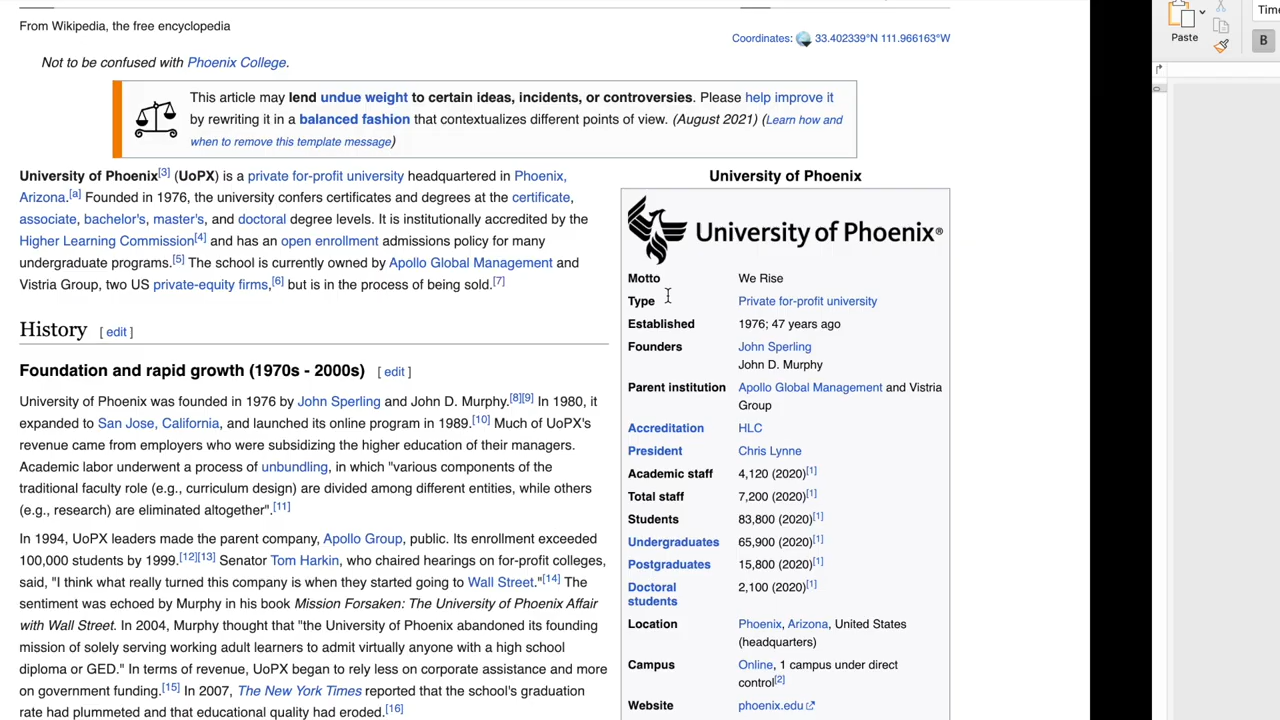 From Wikipedia, the free encyclopedia
Coordinates: 33.402339°N 111.966163°W
Not to be confused with Phoenix College.
This article may lend undue weight to certain ideas, incidents, or controversies. Please help improve it
by rewriting it in a balanced fashion that contextualizes different points of view. (August 2021) (Learn how and
when to remove this template message)
University of Phoenix[3] (UoPX) is a private for-profit university headquartered in Phoenix,
Arizona.[a] Founded in 1976, the university confers certificates and degrees at the certificate,
associate, bachelor's, master's, and doctoral degree levels. It is institutionally accredited by the
Higher Learning Commission[4] and has an open enrollment admissions policy for many
undergraduate programs.[5] The school is currently owned by Apollo Global Management and
Vistria Group, two US private-equity firms,[6] but is in the process of being sold.[7]
History [ edit ]
Foundation and rapid growth (1970s - 2000s) [ edit ]
University of Phoenix was founded in 1976 by John Sperling and John D. Murphy.[8][9] In 1980, it
expanded to San Jose, California, and launched its online program in 1989.[10] Much of UoPX's
revenue came from employers who were subsidizing the higher education of their managers.
Academic labor underwent a process of unbundling, in which "various components of the
traditional faculty role (e.g., curriculum design) are divided among different entities, while others
(e.g., research) are eliminated altogether".[11]
In 1994, UoPX leaders made the parent company, Apollo Group, public. Its enrollment exceeded
100,000 students by 1999.[12][13] Senator Tom Harkin, who chaired hearings on for-profit colleges,
said, "I think what really turned this company is when they started going to Wall Street."[14] The
sentiment was echoed by Murphy in his book Mission Forsaken: The University of Phoenix Affair
with Wall Street. In 2004, Murphy thought that "the University of Phoenix abandoned its founding
mission of solely serving working adult learners to admit virtually anyone with a high school
diploma or GED." In terms of revenue, UoPX began to rely less on corporate assistance and more
on government funding.[15] In 2007, The New York Times reported that the school's graduation
rate had plummeted and that educational quality had eroded.[16]
University of Phoenix
University of Phoenix®
Motto We Rise
Type Private for-profit university
Established 1976; 47 years ago
Founders John Sperling
John D. Murphy
Parent institution Apollo Global Management and Vistria
Group
Accreditation HLC
President Chris Lynne
Academic staff 4,120 (2020)[1]
Total staff 7,200 (2020)[1]
Students 83,800 (2020)[1]
Undergraduates 65,900 (2020)[1]
Postgraduates 15,800 (2020)[1]
Doctoral 2,100 (2020)[1]
students
Location Phoenix, Arizona, United States
(headquarters)
Campus Online, 1 campus under direct
control[2]
Website phoenix.edu
Paste
Time
B